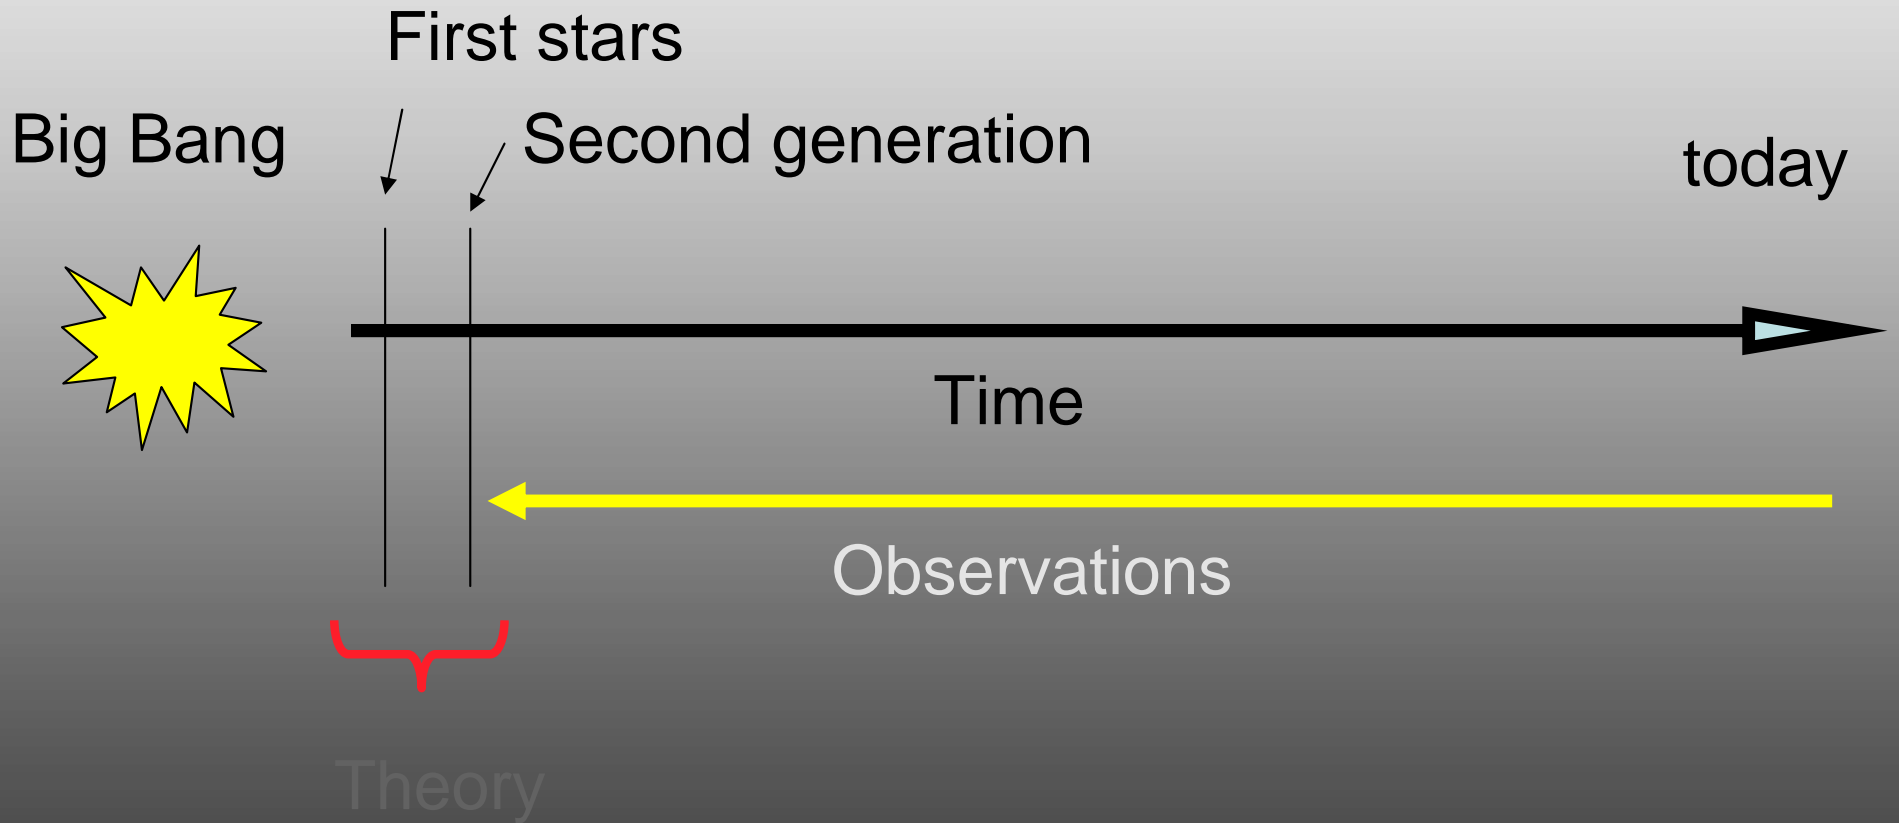 First stars
Big Bang
Second generation
today
Time
Observations
Theory